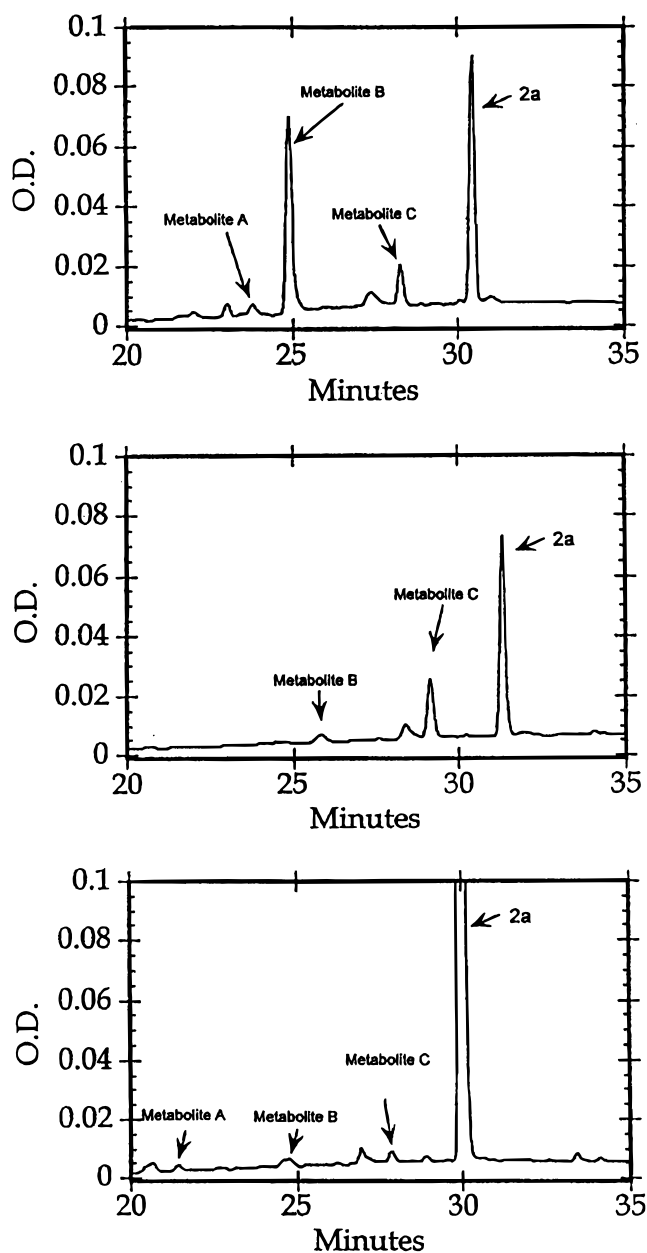 0.1
Metabolite B
2a
0.08
0.06
O.D.
Metabolite A
Metabolite C
0.04
0.02
0
20 25 30 35
Minutes
0.1
2a
0.08
Metabolite C
0.06
O.D.
0.04
Metabolite B
0.02
0
20 25 30 35
Minutes
0.1
2a
0.08
0.06
O.D.
Metabolite C
0.04
Metabolite A Metabolite B
0.02
0
20 25 30 35
Minutes